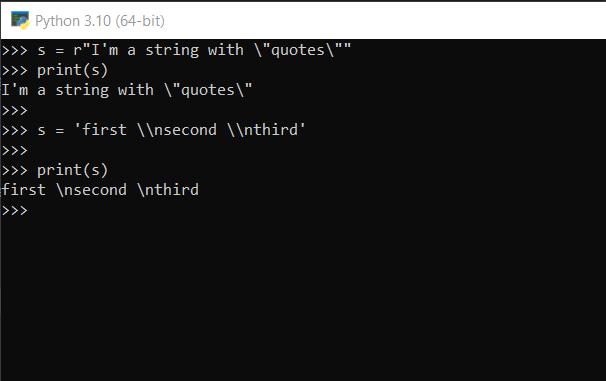 Python 3.10 (64-bit)
>>> s = r"I'm a string with \"quotes\""
>>> print(s)
I'm a string with \"quotes\"
>>>
>>> s = 'first \\nsecond \\nthird'
>>>
>>> print(s)
first \nsecond \nthird
>>>